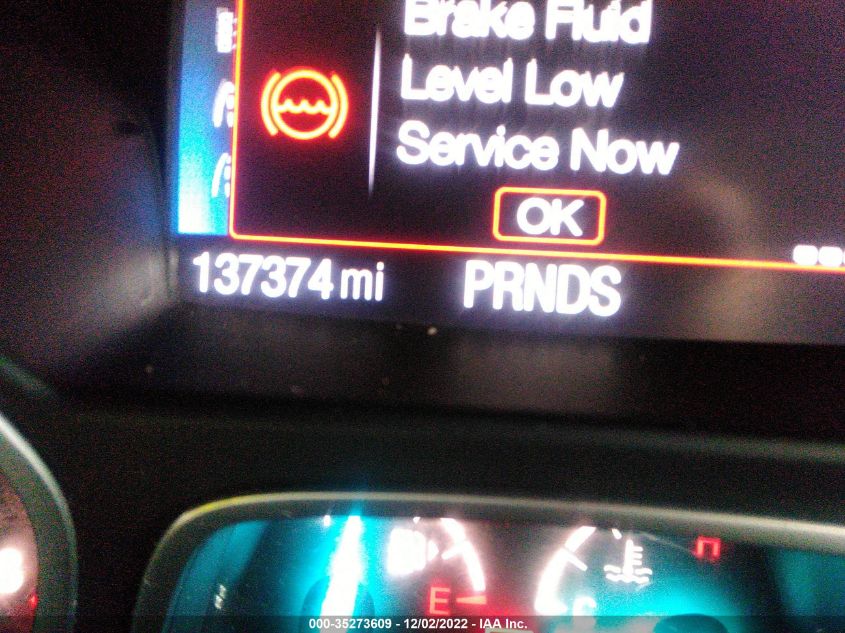 Brake Fluid
Level Low
Service Now
OK
137374 mi PRNDS
E
000-35273609 - 12/02/2022 - IAA Inc.